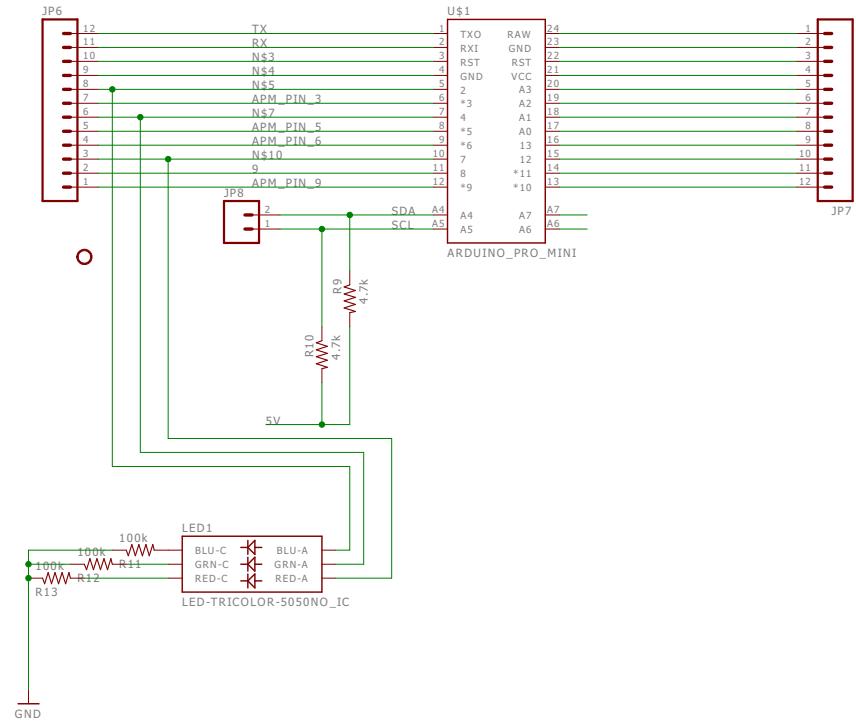 JP6 U$1
12 TX 1 TXO RAW 24 1
11 RX 2 RXI GND 23 2
10 N$3 3 RST RST 22 3
9 N$4 4 GND VCC 21 4
8 N$5 5 2 A3 20 5
7 APM_PIN_3 6 *3 A2 19 6
6 N$7 7 4 A1 18 7
5 APM_PIN_5 8 *5 A0 17 8
4 APM_PIN_6 9 *6 13 16 9
3 N$10 10 7 12 15 10
2 9 11 8 *11 14 11
1 APM_PIN_9 12 *9 *10 13 12
JP8
2 SDA A4 A4 A7 A7
1 SCL A5 A5 A6 A6
JP7
ARDUINO_PRO_MINI
R9 4.7k
R10 4.7k
5V
LED1
100k BLU-C BLU-A
100k R11 GRN-C GRN-A
100k R12 RED-C RED-A
R13 LED-TRICOLOR-5050NO_IC
GND